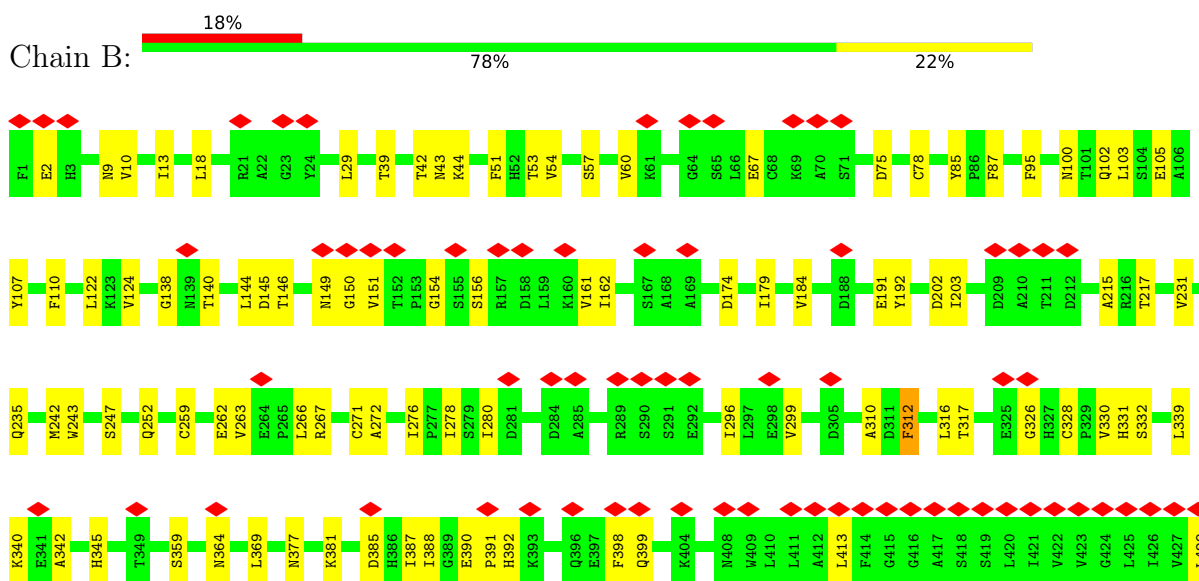 18%
Chain B:
78% 22%
F1 E2 H3 N9 V10 I13 L18 R21 A22 G23 Y24 L29 T39 T42 N43 K44 F51 H52 T53 V54 S57 V60 K61 G64 S65 L66 E67 C68 K69 A70 S71 D75 C78 Y85 P86 F87 F95 N100 T101 Q102 L103 S104 E105 A106
Y107 F110 L122 K123 V124 G138 N139 T140 L144 D145 T146 N149 G150 V151 T152 P153 G154 S155 S156 R157 D158 L159 K160 V161 I162 S167 A168 A169 D174 I179 V184 D188 E191 Y192 D202 I203 D209 A210 T211 D212 A215 R216 T217 V231
Q235 M242 W243 S247 Q252 C259 E262 V263 E264 P265 L266 R267 C271 A272 I276 P277 I278 S279 I280 D281 D284 A285 R289 S290 S291 E292 I296 L297 E298 V299 D305 A310 D311 F312 L316 T317 E325 G326 H327 C328 P329 V330 H331 S332 L339
K340 E341 A342 H345 T349 S359 N364 L369 N377 K381 D385 H386 I387 I388 G389 E390 P391 H392 K393 Q396 E397 F398 Q399 K404 N408 W409 L410 L411 A412 L413 F414 G415 G416 A417 S418 S419 L420 I421 V422 V423 G424 L425 I426 V427